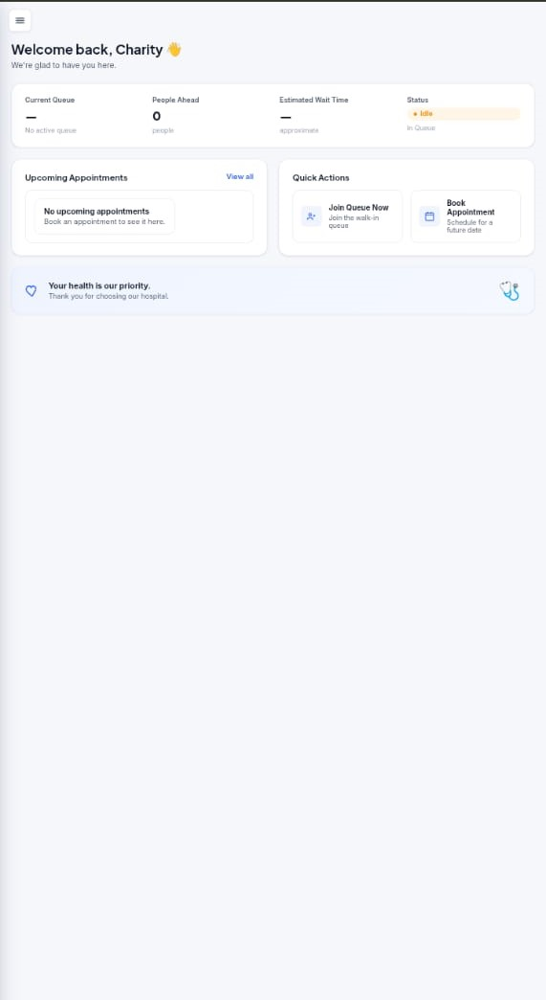 Welcome back, Charity 👋
We're glad to have you here.
Current Queue
—
No active queue
People Ahead
0
people
Estimated Wait Time
—
approximate
Status
Idle
In Queue
Upcoming Appointments
View all
No upcoming appointments
Book an appointment to see it here.
Quick Actions
Join Queue Now
Join the walk-in
queue
Book
Appointment
Schedule for a
future date
Your health is our priority.
Thank you for choosing our hospital.